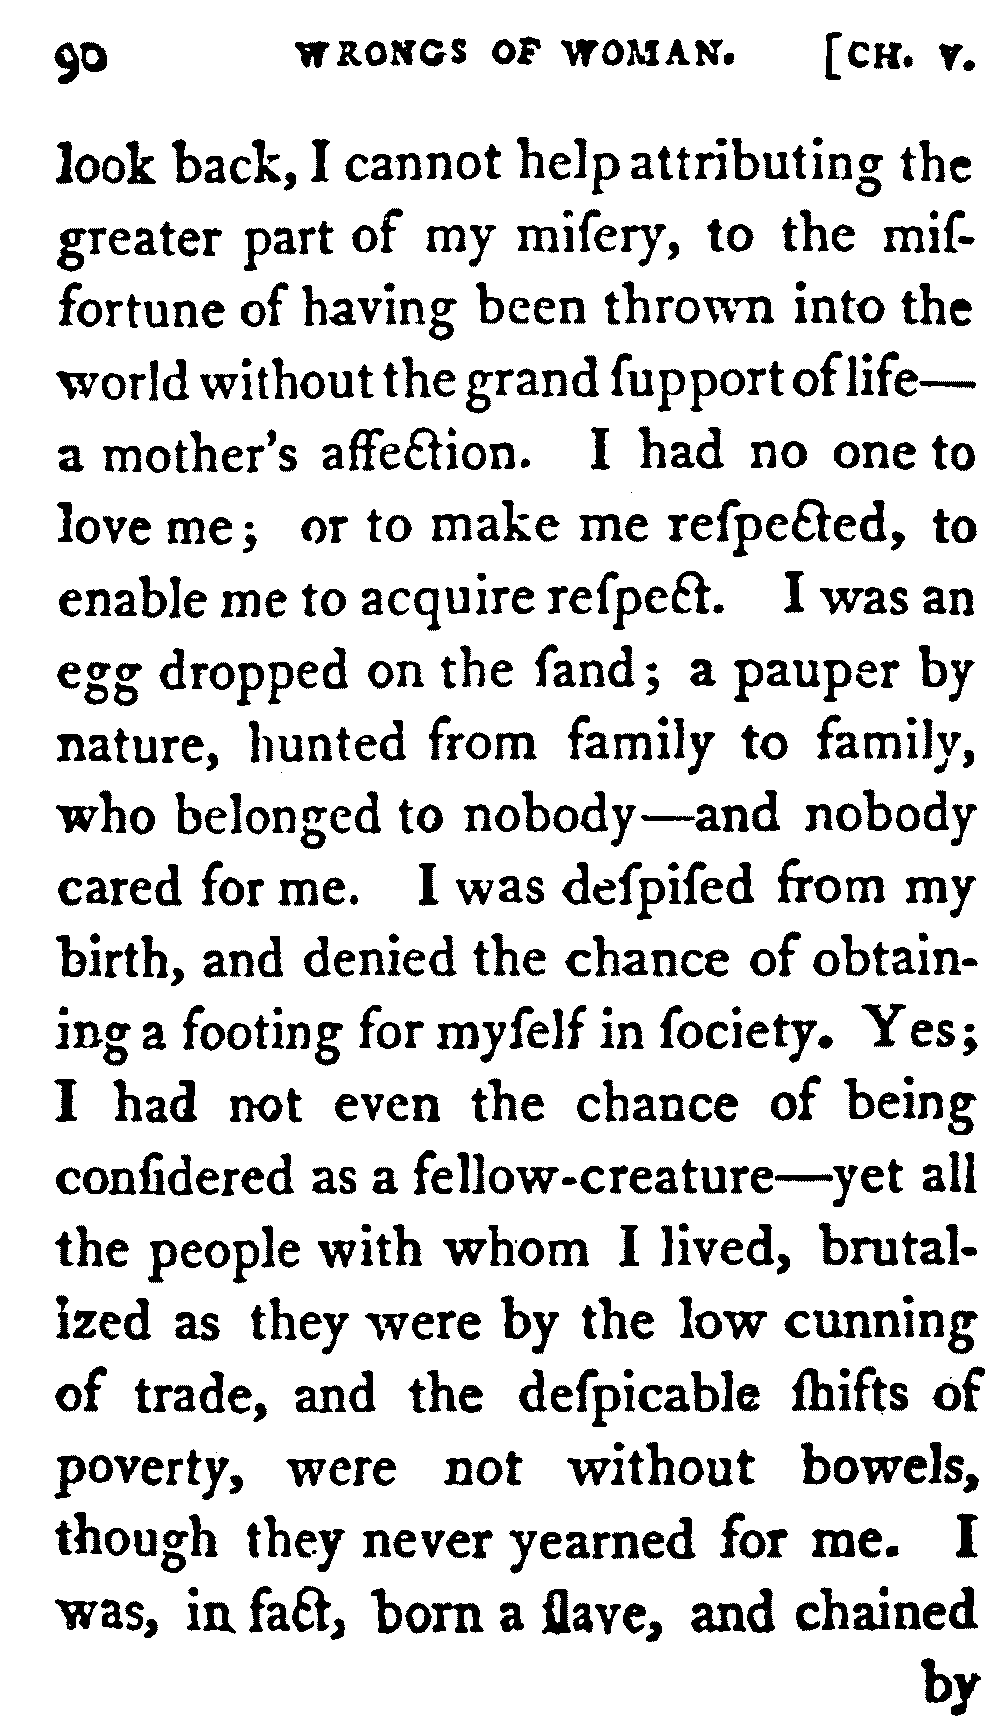 90 WRONGS OF WOMAN. [CH. V.
look back, I cannot help attributing the
greater part of my miſery, to the miſ-
fortune of having been thrown into the
world without the grand ſupport of life—
a mother's affection. I had no one to
love me; or to make me reſpected, to
enable me to acquire reſpect. I was an
egg dropped on the ſand; a pauper by
nature, hunted from family to family,
who belonged to nobody—and nobody
cared for me. I was deſpiſed from my
birth, and denied the chance of obtain-
ing a footing for myſelf in ſociety. Yes;
I had not even the chance of being
conſidered as a fellow-creature—yet all
the people with whom I lived, brutal-
ized as they were by the low cunning
of trade, and the deſpicable ſhifts of
poverty, were not without bowels,
though they never yearned for me. I
was, in fact, born a ſlave, and chained
by